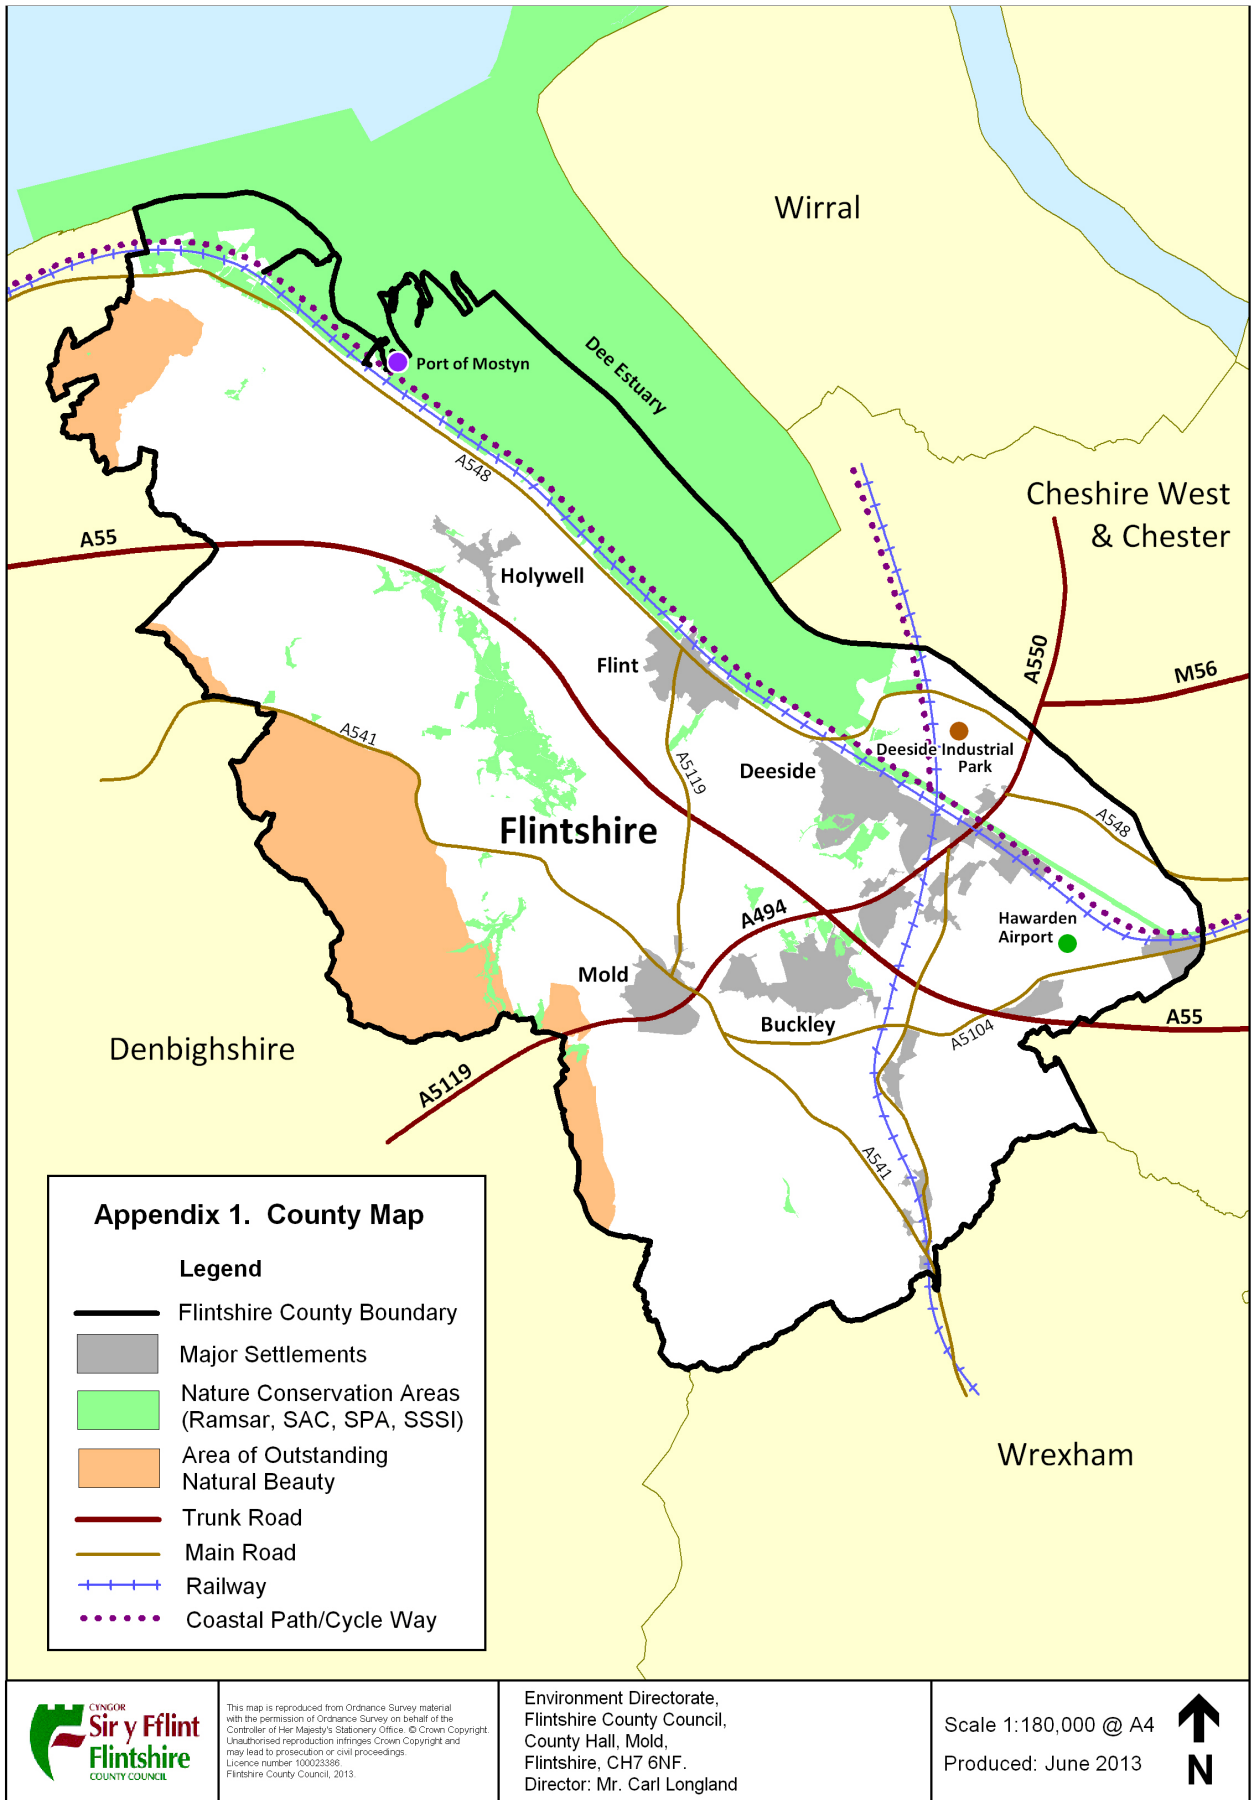 Wirral
Dee Estuary
Port of Mostyn
A548
Cheshire West
& Chester
A55
Holywell
A550
M56
Flint
A541
A5119
Deeside Industrial
Park
Deeside
Flintshire
A548
A494
Hawarden
Airport
Mold
Buckley
A55
A5104
Denbighshire
A5119
A541
Wrexham
Appendix 1. County Map
Legend
Flintshire County Boundary
Major Settlements
Nature Conservation Areas
(Ramsar, SAC, SPA, SSSI)
Area of Outstanding
Natural Beauty
Trunk Road
Main Road
Railway
Coastal Path/Cycle Way
CYNGOR
Sir y Fflint
Flintshire
COUNTY COUNCIL
This map is reproduced from Ordnance Survey material
with the permission of Ordnance Survey on behalf of the
Controller of Her Majesty's Stationery Office. © Crown Copyright.
Unauthorised reproduction infringes Crown Copyright and
may lead to prosecution or civil proceedings.
Licence number 100023386.
Flintshire County Council, 2013.
Environment Directorate,
Flintshire County Council,
County Hall, Mold,
Flintshire, CH7 6NF.
Director: Mr. Carl Longland
Scale 1:180,000 @ A4
Produced: June 2013
N